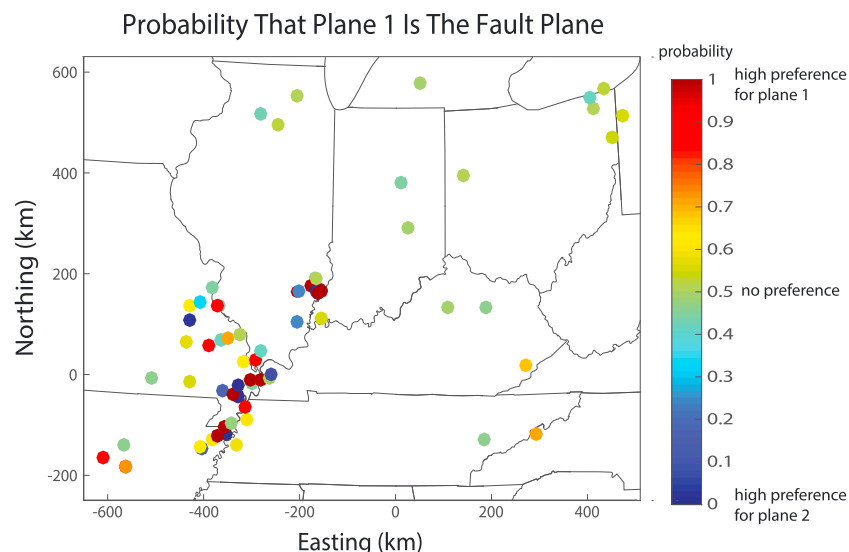 Probability That Plane 1 Is The Fault Plane
probability
600
400
200
0
-200
Northing (km)
-600
-400
-200
0
200
400
Easting (km)
1
0.9
0.8
0.7
0.6
0.5
0.4
0.3
0.2
0.1
0
high preference
for plane 1
no preference
high preference
for plane 2